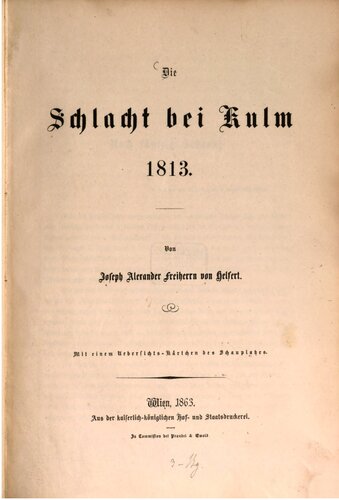 Die
Schlacht bei Kulm
1813.
Von
Joseph Alexander Freiherrn von Helfert.
Mit einem Uebersichts-Kärtchen des Schauplatzes.
Wien, 1863.
Aus der kaiserlich-königlichen Hof- und Staatsdruckerei.
In Commission bei Prandel & Ewald